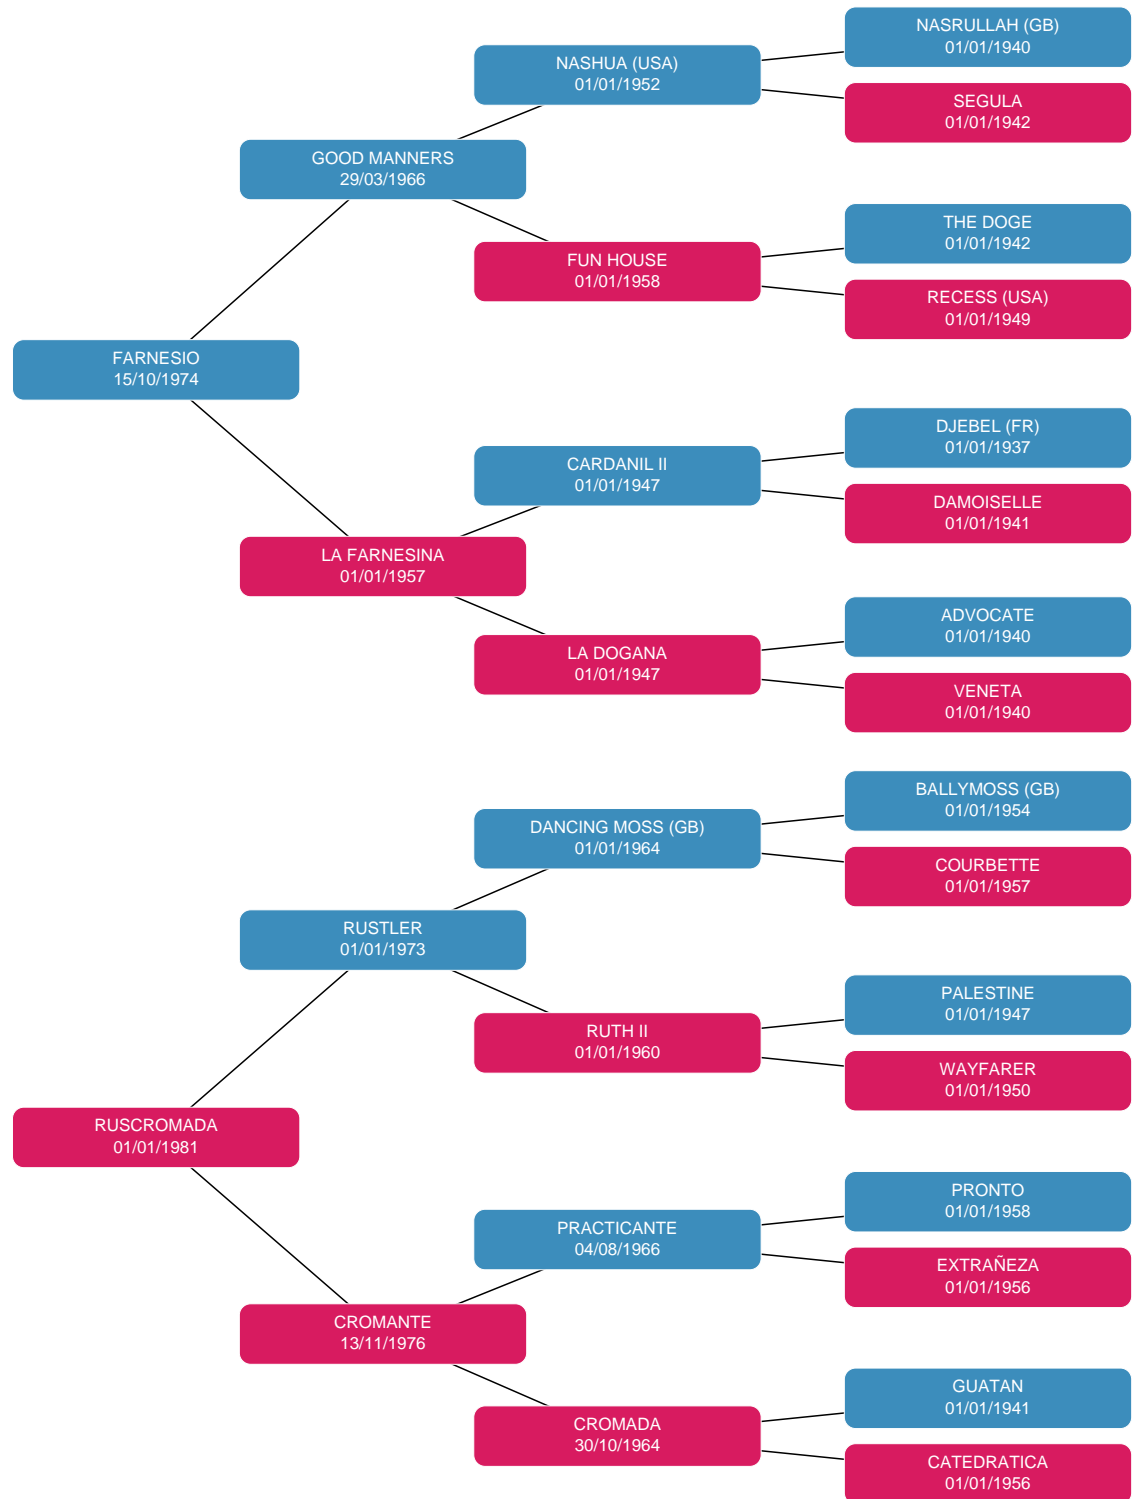 NASRULLAH (GB)
01/01/1940
NASHUA (USA)
01/01/1952
SEGULA
01/01/1942
GOOD MANNERS
29/03/1966
THE DOGE
01/01/1942
FUN HOUSE
01/01/1958
RECESS (USA)
01/01/1949
FARNESIO
15/10/1974
DJEBEL (FR)
01/01/1937
CARDANIL II
01/01/1947
DAMOISELLE
01/01/1941
LA FARNESINA
01/01/1957
ADVOCATE
01/01/1940
LA DOGANA
01/01/1947
VENETA
01/01/1940
BALLYMOSS (GB)
01/01/1954
DANCING MOSS (GB)
01/01/1964
COURBETTE
01/01/1957
RUSTLER
01/01/1973
PALESTINE
01/01/1947
RUTH II
01/01/1960
WAYFARER
01/01/1950
RUSCROMADA
01/01/1981
PRONTO
01/01/1958
PRACTICANTE
04/08/1966
EXTRAÑEZA
01/01/1956
CROMANTE
13/11/1976
GUATAN
01/01/1941
CROMADA
30/10/1964
CATEDRATICA
01/01/1956